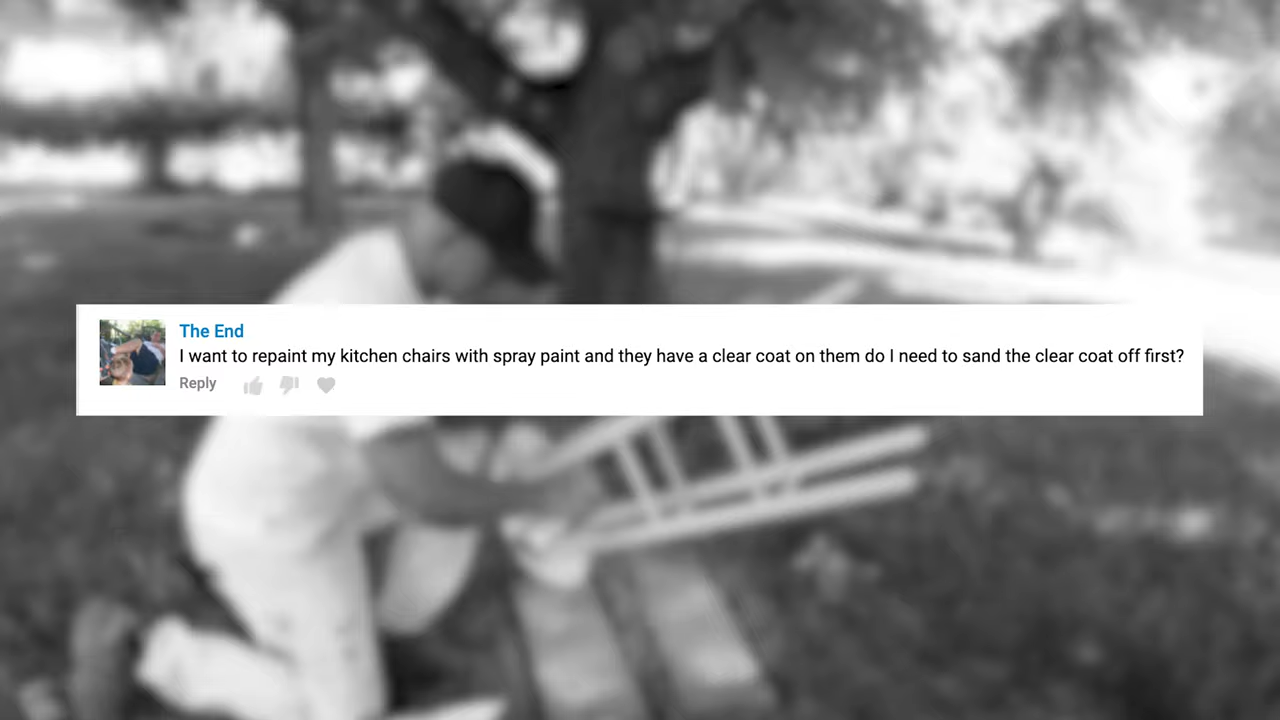 The End
I want to repaint my kitchen chairs with spray paint and they have a clear coat on them do I need to sand the clear coat off first?
Reply